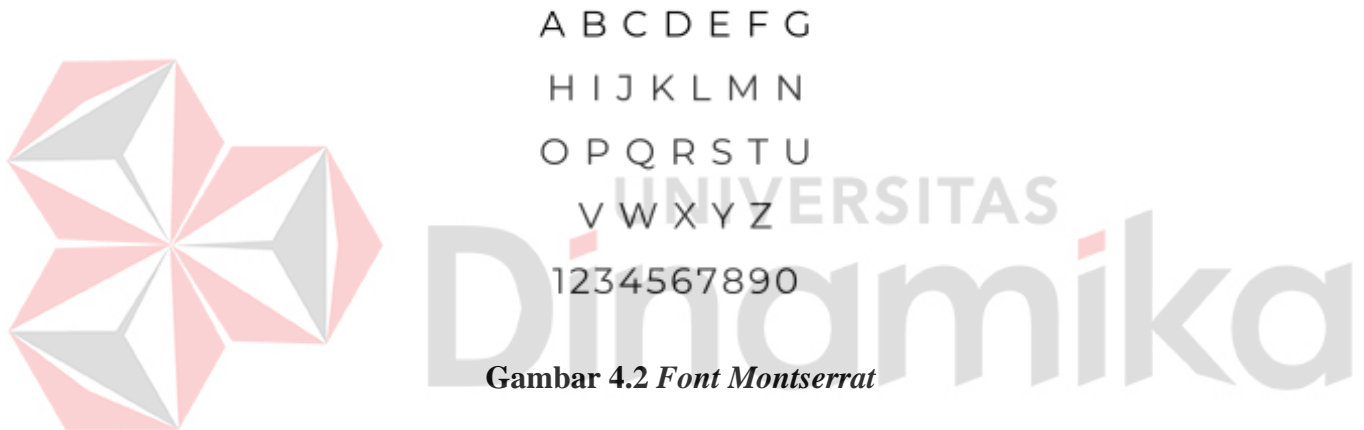 A B C D E F G
H I J K L M N
O P Q R S T U
UNIVERSITAS
V W X Y Z
Dinamika
1234567890
Gambar 4.2 Font Montserrat